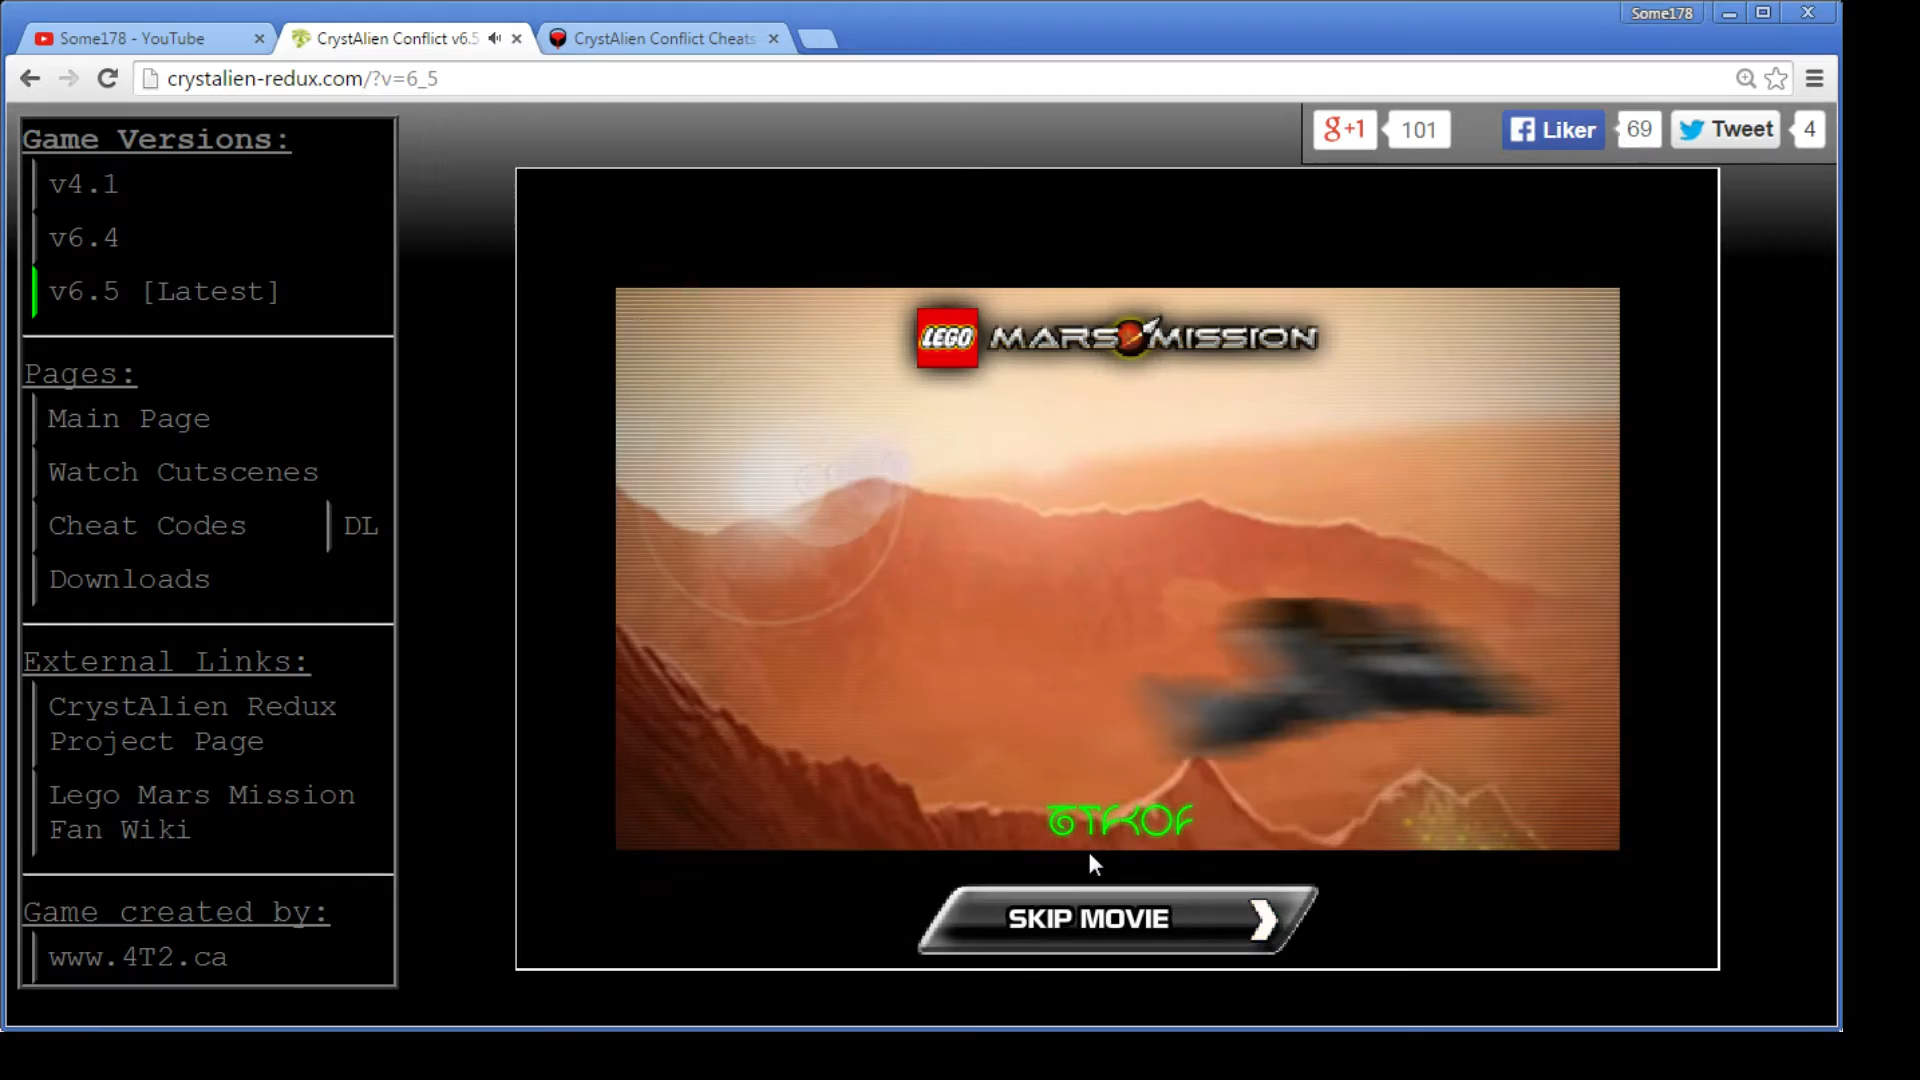 Some178
Some178 - YouTube
CrystAlien Conflict v6.5
CrystAlien Conflict Cheats
crystalien-redux.com/?v=6_5
g+1
101
Liker
69
Tweet
4
Game Versions:
v4.1
v6.4
v6.5 [Latest]
Pages:
Main Page
Watch Cutscenes
Cheat Codes
DL
Downloads
External Links:
CrystAlien Redux
Project Page
Lego Mars Mission
Fan Wiki
Game created by:
www.4T2.ca
LEGO MARS MISSION
SKIP MOVIE